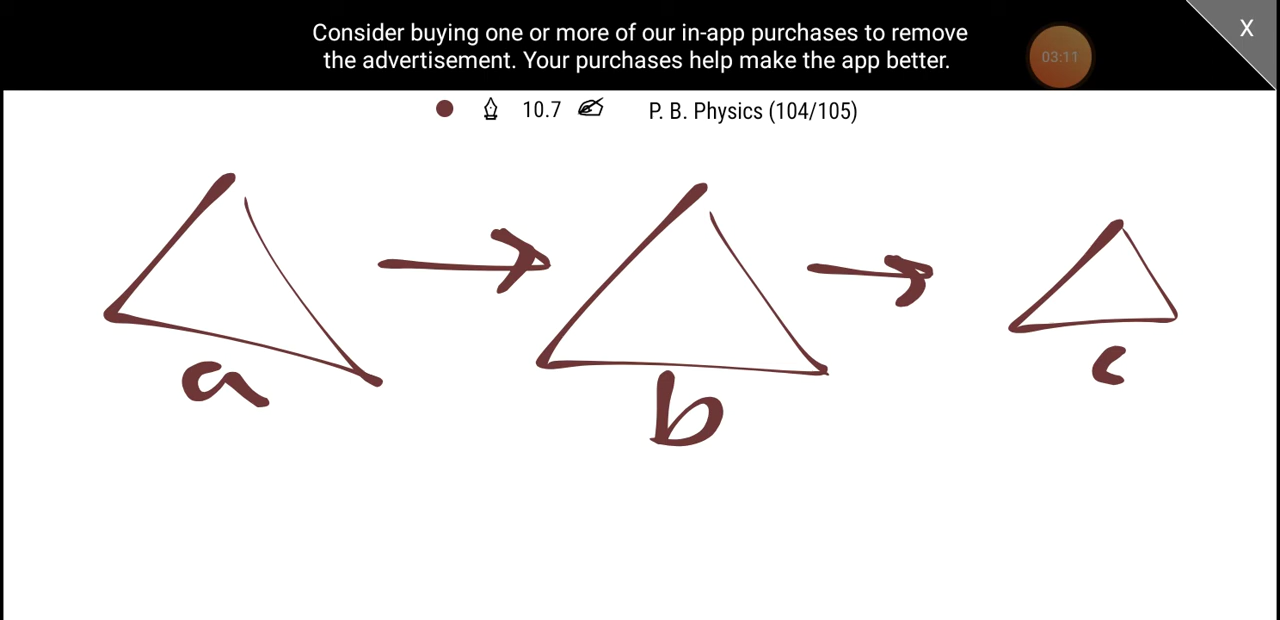 Consider buying one or more of our in-app purchases to remove
the advertisement. Your purchases help make the app better.
03:11
X
10.7 P. B. Physics (104/105)
a
b
c